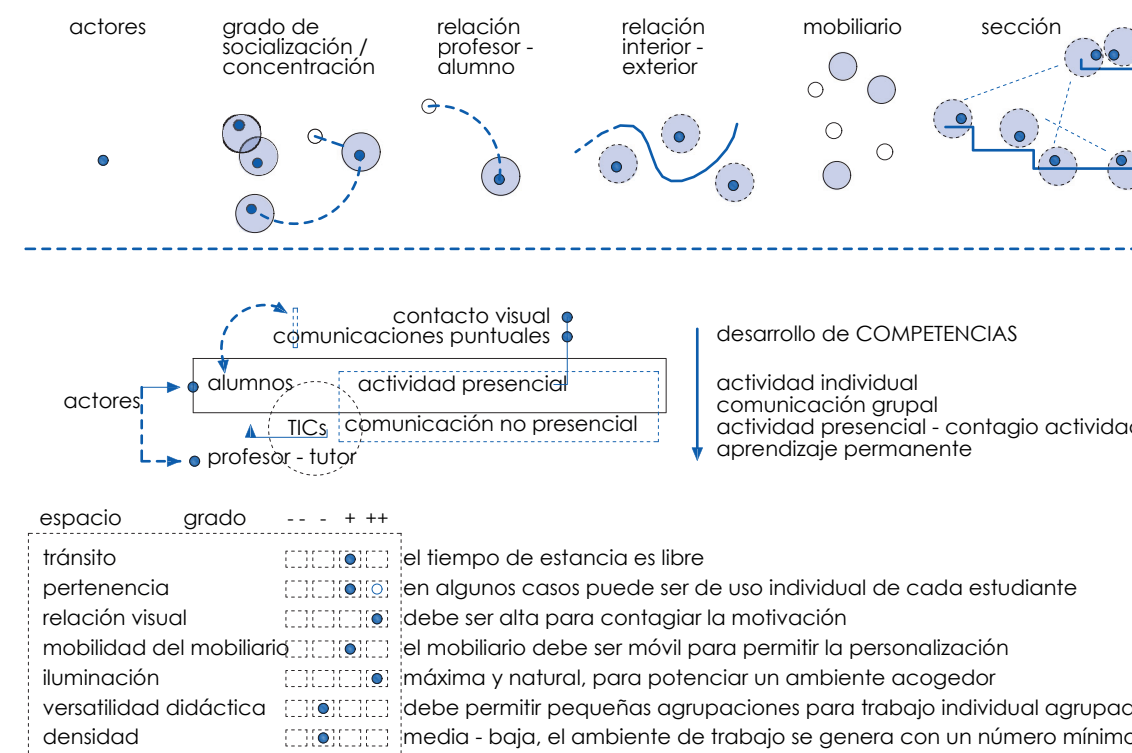 actores
grado de
socialización /
concentración
relación
profesor -
alumno
relación
interior -
exterior
mobiliario
sección
contacto visual
comunicaciones puntuales
desarrollo de COMPETENCIAS
actores
alumnos
actividad presencial
TICs
comunicación no presencial
profesor - tutor
actividad individual
comunicación grupal
actividad presencial - contagio actividad
aprendizaje permanente
espacio grado -- - + ++
tránsito el tiempo de estancia es libre
pertenencia en algunos casos puede ser de uso individual de cada estudiante
relación visual debe ser alta para contagiar la motivación
mobilidad del mobiliario el mobiliario debe ser móvil para permitir la personalización
iluminación máxima y natural, para potenciar un ambiente acogedor
versatilidad didáctica debe permitir pequeñas agrupaciones para trabajo individual
densidad media - baja, el ambiente de trabajo se genera con un número